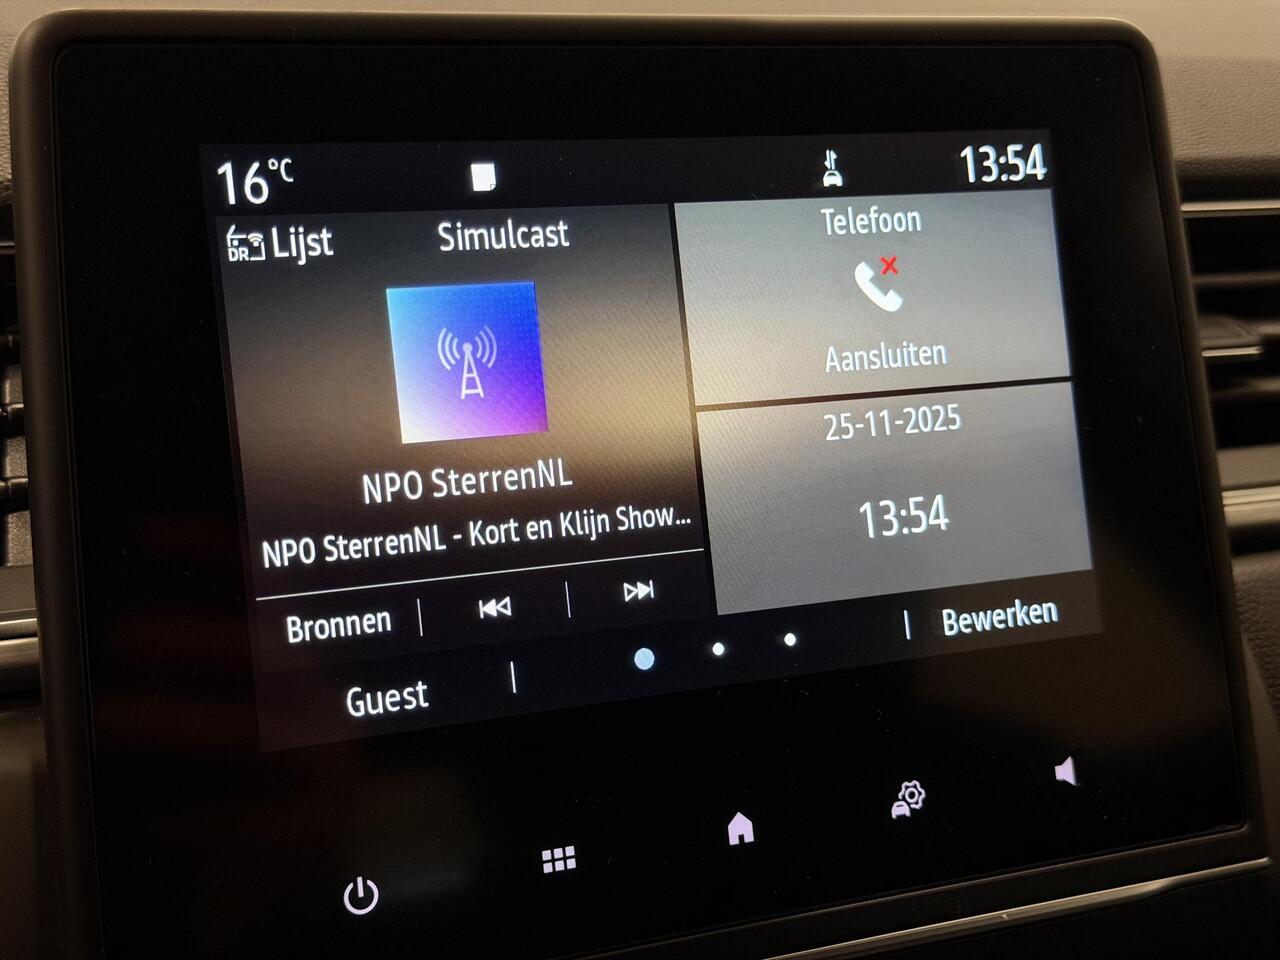 16°C
13:54
DR Lijst
Simulcast
NPO SterrenNL
NPO SterrenNL - Kort en Klijn Show...
Bronnen
Telefoon
Aansluiten
25-11-2025
13:54
Guest
Bewerken